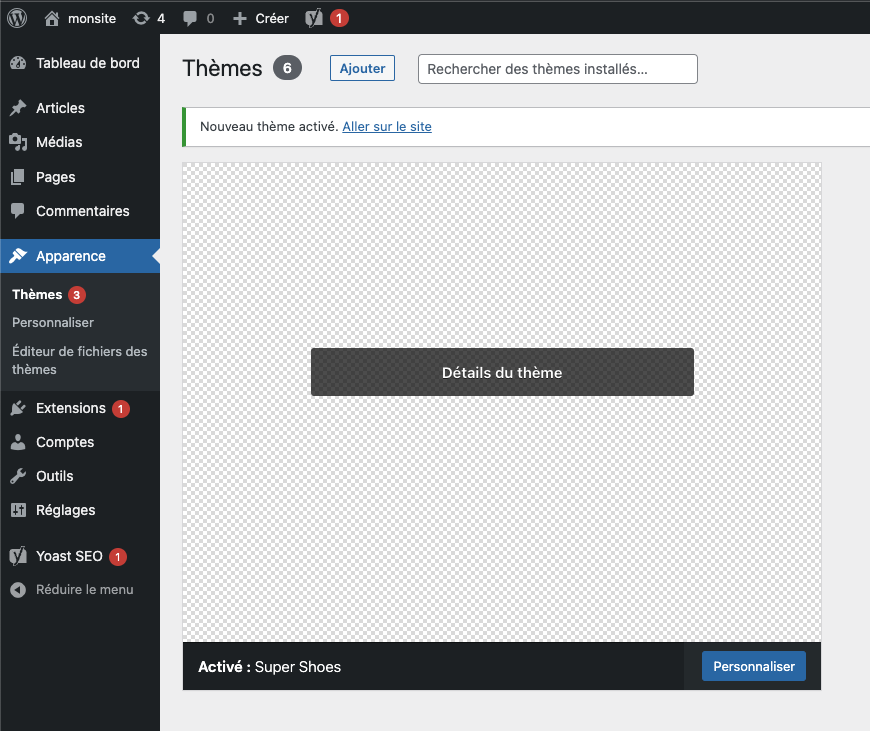 monsite 4 0 Créer 1
Tableau de bord
Articles
Médias
Pages
Commentaires
Apparence
Thèmes 3
Personnaliser
Éditeur de fichiers des
thèmes
Extensions 1
Comptes
Outils
Réglages
Yoast SEO 1
Réduire le menu
Thèmes 6 Ajouter Rechercher des thèmes installés...
Nouveau thème activé. Aller sur le site
Détails du thème
Activé : Super Shoes Personnaliser